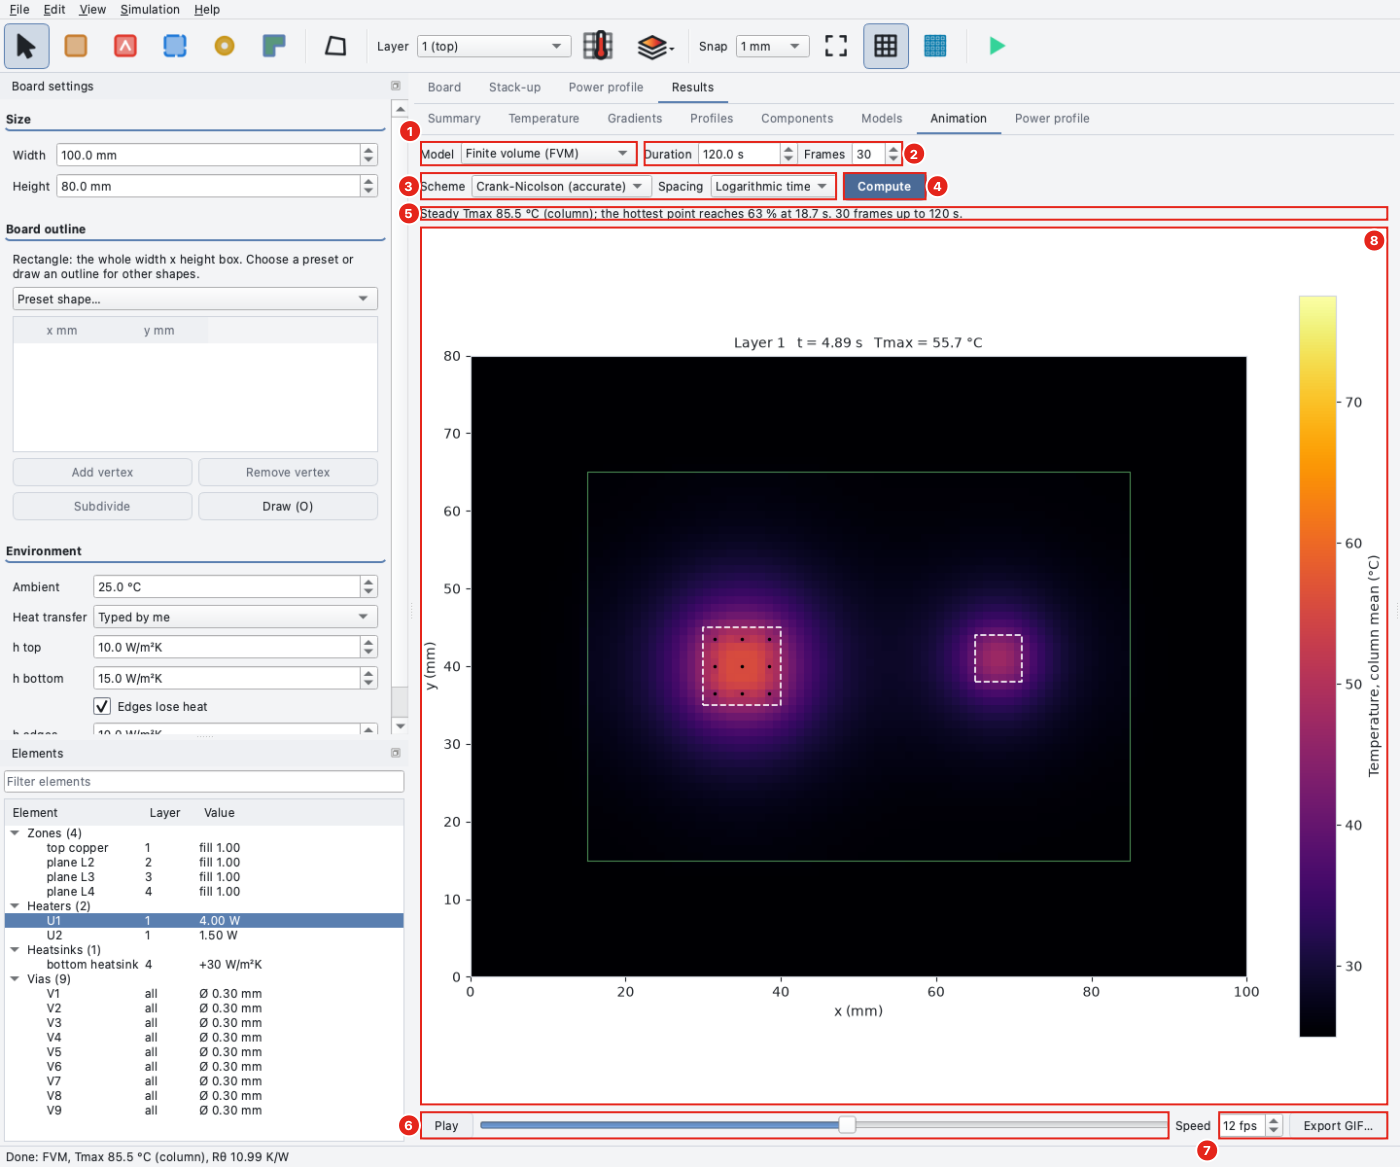 File Edit View Simulation Help
Layer 1 (top) Snap 1 mm
Board settings
Size
Width 100.0 mm
Height 80.0 mm
Board outline
Rectangle: the whole width x height box. Choose a preset or
draw an outline for other shapes.
Preset shape...
x mm y mm
Add vertex Remove vertex
Subdivide Draw (O)
Environment
Ambient 25.0 °C
Heat transfer Typed by me
h top 10.0 W/m²K
h bottom 15.0 W/m²K
Edges lose heat
h edges 10.0 W/m²K
Elements
Filter elements
Element Layer Value
Zones (4)
top copper 1 fill 1.00
plane L2 2 fill 1.00
plane L3 3 fill 1.00
plane L4 4 fill 1.00
Heaters (2)
U1 1 4.00 W
U2 1 1.50 W
Heatsinks (1)
bottom heatsink 4 +30 W/m²K
Vias (9)
V1 all Ø 0.30 mm
V2 all Ø 0.30 mm
V3 all Ø 0.30 mm
V4 all Ø 0.30 mm
V5 all Ø 0.30 mm
V6 all Ø 0.30 mm
V7 all Ø 0.30 mm
V8 all Ø 0.30 mm
V9 all Ø 0.30 mm
Board Stack-up Power profile Results
Summary Temperature Gradients Profiles Components Models Animation Power profile
1 Model Finite volume (FVM) Duration 120.0 s Frames 30 2
3 Scheme Crank-Nicolson (accurate) Spacing Logarithmic time Compute 4
5 Steady Tmax 85.5 °C (column); the hottest point reaches 63 % at 18.7 s. 30 frames up to 120 s.
8
Layer 1 t = 4.89 s Tmax = 55.7 °C
80
70
60
50
40
30
20
10
0
y (mm)
0 20 40 60 80 100
x (mm)
70
60
50
40
30
Temperature, column mean (°C)
6 Play Speed 12 fps Export GIF...
7
Done: FVM, Tmax 85.5 °C (column), Rθ 10.99 K/W